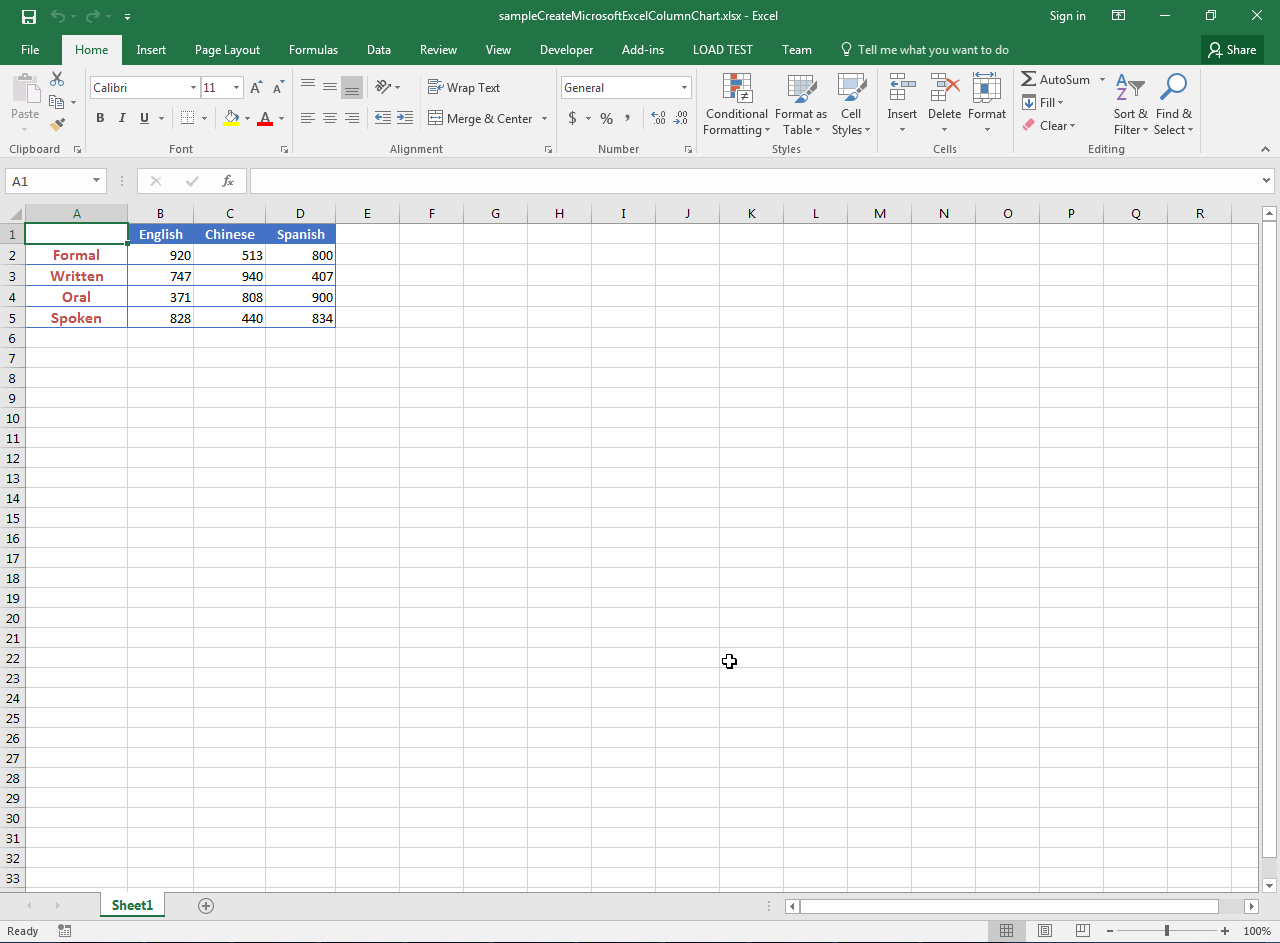 sampleCreateMicrosoftExcelColumnChart.xlsx - Excel
Sign in
File Home Insert Page Layout Formulas Data Review View Developer Add-ins LOAD TEST Team Tell me what you want to do Share
Paste
Clipboard
Calibri 11
B I U A
Font
Wrap Text
Merge & Center
Alignment
General
$ % ,
Number
Conditional Formatting
Format as Table
Cell Styles
Styles
Insert Delete Format
Cells
AutoSum
Fill
Clear
Sort & Filter
Find & Select
Editing
A1 fx
A B C D E F G H I J K L M N O P Q R
1 English Chinese Spanish
2 Formal 920 513 800
3 Written 747 940 407
4 Oral 371 808 900
5 Spoken 828 440 834
6
7
8
9
10
11
12
13
14
15
16
17
18
19
20
21
22
23
24
25
26
27
28
29
30
31
32
33
Sheet1
Ready 100%